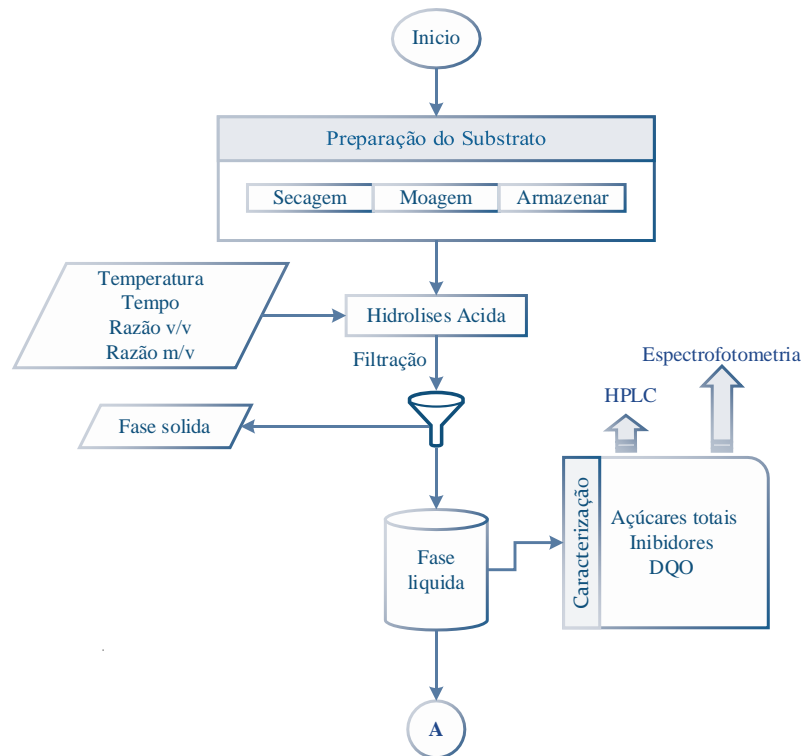 Inicio
Preparação do Substrato
Secagem
Moagem
Armazenar
Temperatura
Tempo
Razão v/v
Razão m/v
Hidrolises Acida
Filtração
Fase solida
Espectrofotometria
HPLC
Caracterização
Açúcares totais
Inibidores
DQO
Fase
liquida
A